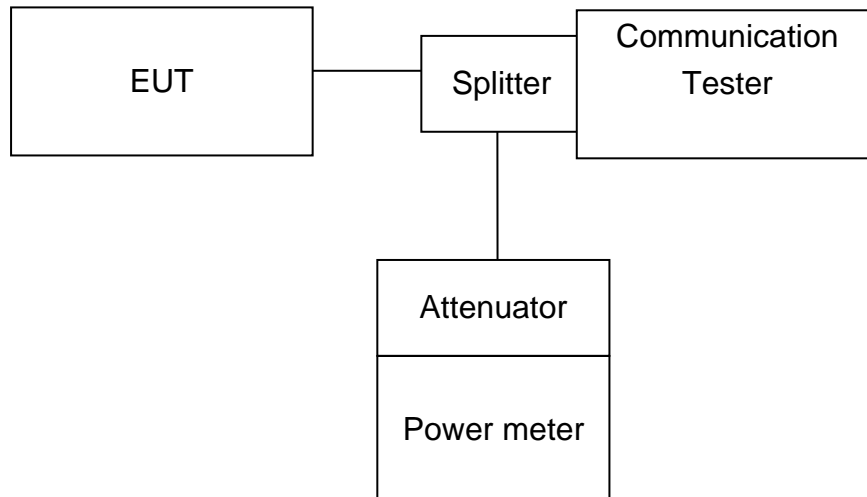 EUT
Splitter
Communication
Tester
Attenuator
Power meter